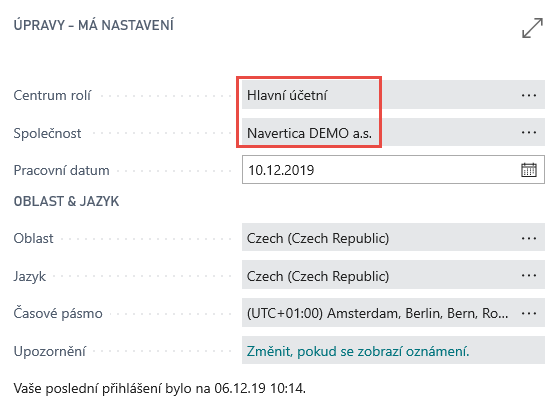 ÚPRAVY - MÁ NASTAVENÍ
Centrum rolí Hlavní účetní
Společnost Navertica DEMO a.s.
Pracovní datum 10.12.2019
OBLAST & JAZYK
Oblast Czech (Czech Republic)
Jazyk Czech (Czech Republic)
Časové pásmo (UTC+01:00) Amsterdam, Berlin, Bern, Ro...
Upozornění Změnit, pokud se zobrazí oznámení.
Vaše poslední přihlášení bylo na 06.12.19 10:14.